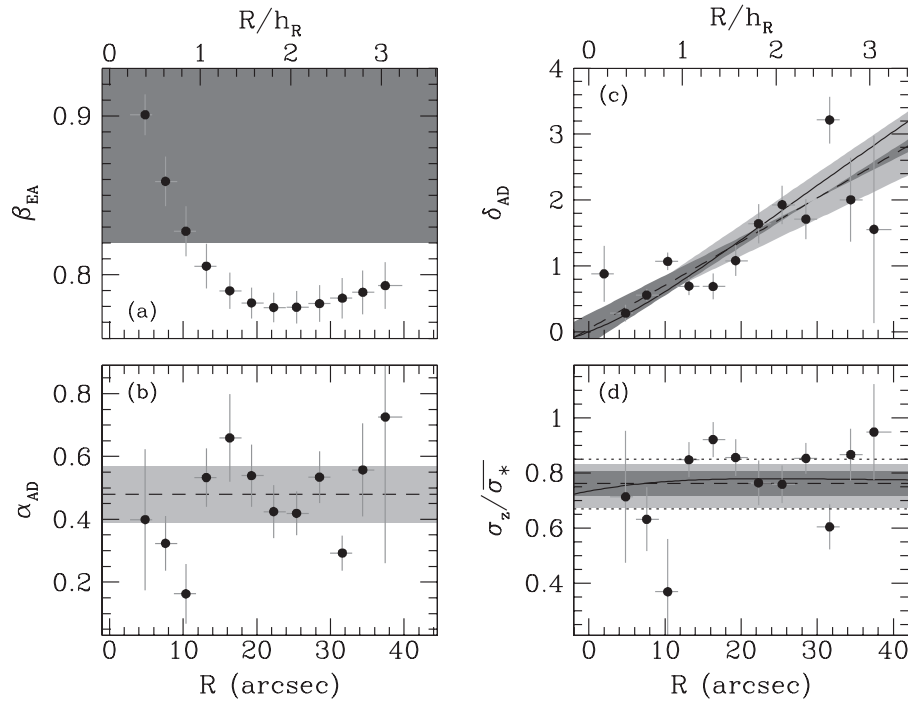 R/h_R R/h_R
0 1 2 3 0 1 2 3
0.9
0.8
β_EA
(a)
4
3
2
1
0
δ_AD
(c)
0.8
0.6
0.4
0.2
α_AD
(b)
1
0.8
0.6
0.4
σ_z/σ_*
(d)
0 10 20 30 40 0 10 20 30 40
R (arcsec) R (arcsec)